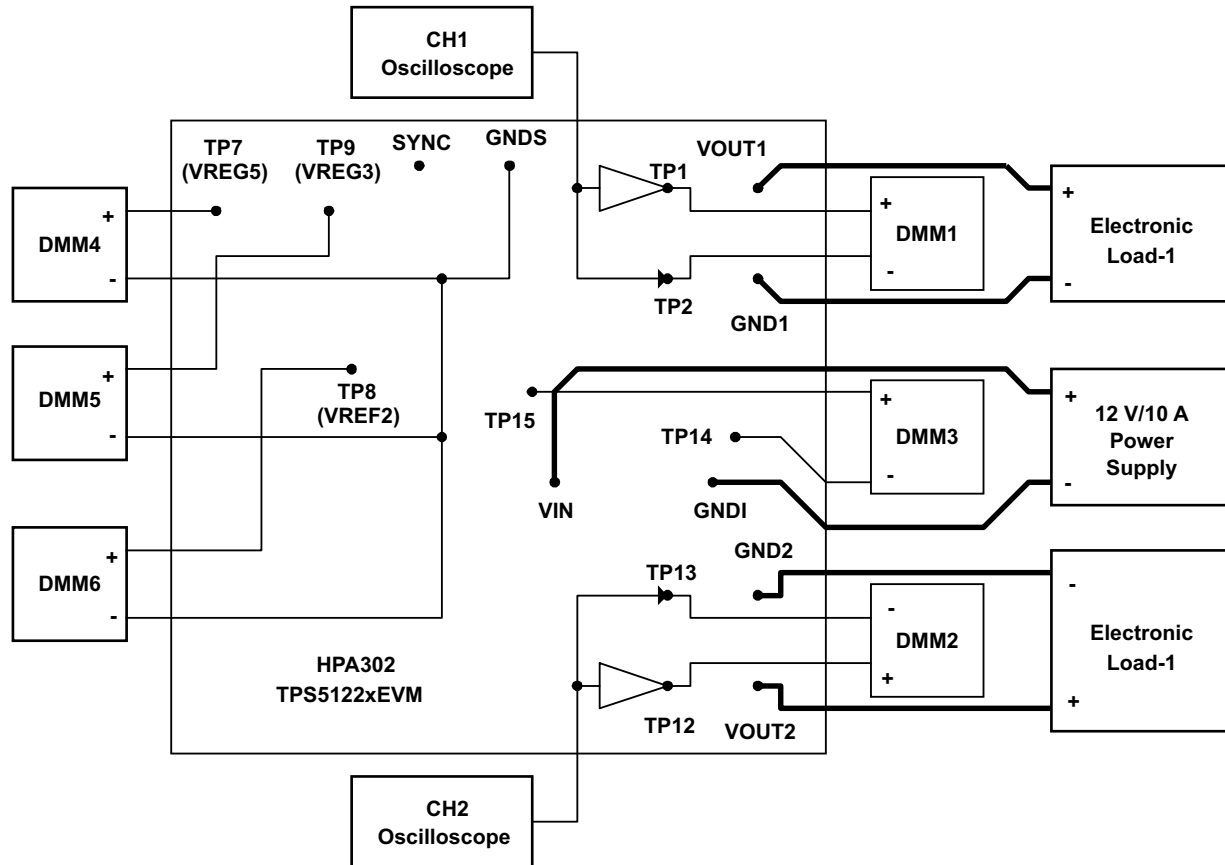 CH1
Oscilloscope
TP7
(VREG5)
TP9
(VREG3)
SYNC
GNDS
TP1
VOUT1
+
DMM4
-
+
DMM1
-
+
Electronic
Load-1
-
TP2
GND1
+
DMM5
-
TP8
(VREF2)
TP15
TP14
+
DMM3
-
+
12 V/10 A
Power
Supply
-
VIN
GNDI
GND2
+
DMM6
-
TP13
-
DMM2
+
-
Electronic
Load-1
+
HPA302
TPS5122xEVM
TP12
VOUT2
CH2
Oscilloscope